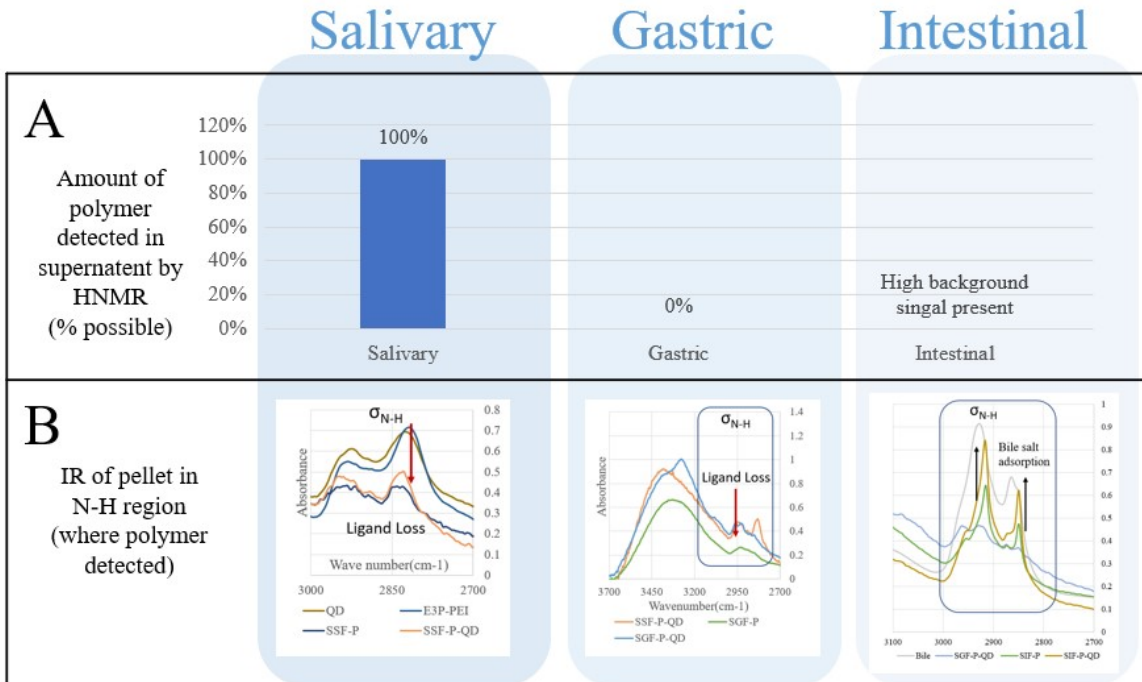 Salivary
Gastric
Intestinal
A
Amount of
polymer
detected in
supernatent by
HNMR
(% possible)
120%
100%
80%
60%
40%
20%
0%
100%
0%
High background
singal present
Salivary
Gastric
Intestinal
B
IR of pellet in
N-H region
(where polymer
detected)
σN-H
Ligand Loss
Absorbance
0.8
0.7
0.6
0.5
0.4
0.3
0.2
0.1
0
3000
2850
2700
Wave number(cm-1)
QD
E3P-PEI
SSF-P
SSF-P-QD
σN-H
Ligand Loss
Absorbance
1.4
1.2
1
0.8
0.6
0.4
0.2
0
3700
3450
3200
2950
2700
Wavenumber(cm-1)
SSF-P-QD
SGF-P
SGF-P-QD
σN-H
Bile salt
adsorption
1
0.9
0.8
0.7
0.6
0.5
0.4
0.3
0.2
0.1
0
3100
3000
2900
2800
2700
Bile
SGF-P-QD
SIF-P
SIF-P-QD